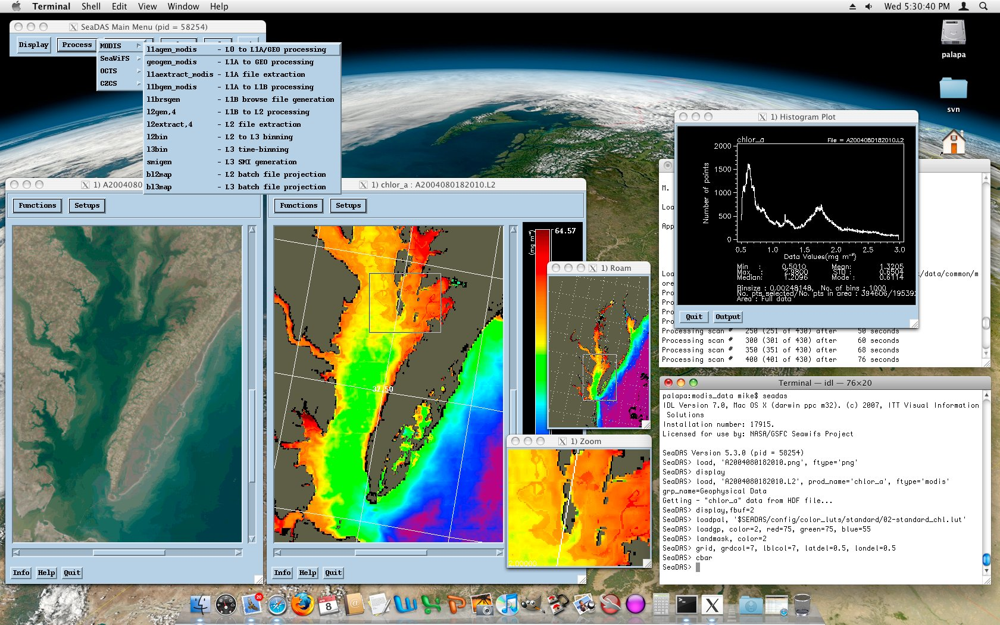 Terminal Shell Edit View Window Help
Wed 5:30:40 PM
SeaDAS Main Menu (pid = 58254)
Display Process
MODIS
SeaWiFS
OCTS
CZCS
l1agen_modis - L0 to L1A/GEO processing
geogen_modis - L1A to GEO processing
l1aextract_modis - L1A file extraction
l1bgen_modis - L1A to L1B processing
l1brsgen - L1B browse file generation
l2gen,4 - L1B to L2 processing
l2extract,4 - L2 file extraction
l2bin - L2 to L3 binning
l3bin - L3 time-binning
smigen - L3 SMI generation
bl2map - L2 batch file projection
bl3map - L3 batch file projection
palapa
svn
1) A2004080
Functions Setups
Info Help Quit
1) chlor_a : A2004080182010.L2
Functions Setups
64.57
(mg m⁻³)
37.50
Info Help Quit
1) Roam
1) Zoom
2.00000
1) Histogram Plot
chlor_a File = A2004080182010.L2
Number of points
2000
1500
1000
500
0
0.5 1.0 1.5 2.0 2.5 3.0
Data Values(mg m⁻³)
Min : 0.5010 Mean: 1.3205
Max : 2.9800 STD : 0.6504
Median: 1.2096 Mode : 0.6114
Binsize : 0.00248148, No. of bins : 1000
No. pts selected/No. pts in area : 394606/195392
Area : Full data
Quit Output
M.
Loa
App
Loa
/data/common/m
ore
Pro
Pro
Pro
Processing scan # 250 (251 of 430) after 50 seconds
Processing scan # 300 (301 of 430) after 60 seconds
Processing scan # 350 (351 of 430) after 68 seconds
Processing scan # 400 (401 of 430) after 76 seconds
Terminal — idl — 76×20
palapa:modis_data mike$ seadas
IDL Version 7.0, Mac OS X (darwin ppc m32). (c) 2007, ITT Visual Information
Solutions
Installation number: 17915.
Licensed for use by: NASA/GSFC Seawifs Project
SeaDAS Version 5.3.0 (pid = 58254)
SeaDAS> load, 'A2004080182010.png', ftype='png'
SeaDAS> display
SeaDAS> load, 'A2004080182010.L2', prod_name='chlor_a', ftype='modis'
grp_name=Geophysical Data
Getting - "chlor_a" data from HDF file...
SeaDAS> display,fbuf=2
SeaDAS> loadpal, '$SEADAS/config/color_luts/standard/02-standard_chl.lut'
SeaDAS> loadgp, color=2, red=75, green=75, blue=55
SeaDAS> landmask, color=2
SeaDAS> grid, grdcol=7, lblcol=7, latdel=0.5, londel=0.5
SeaDAS> cbar
SeaDAS>
20
APR
8